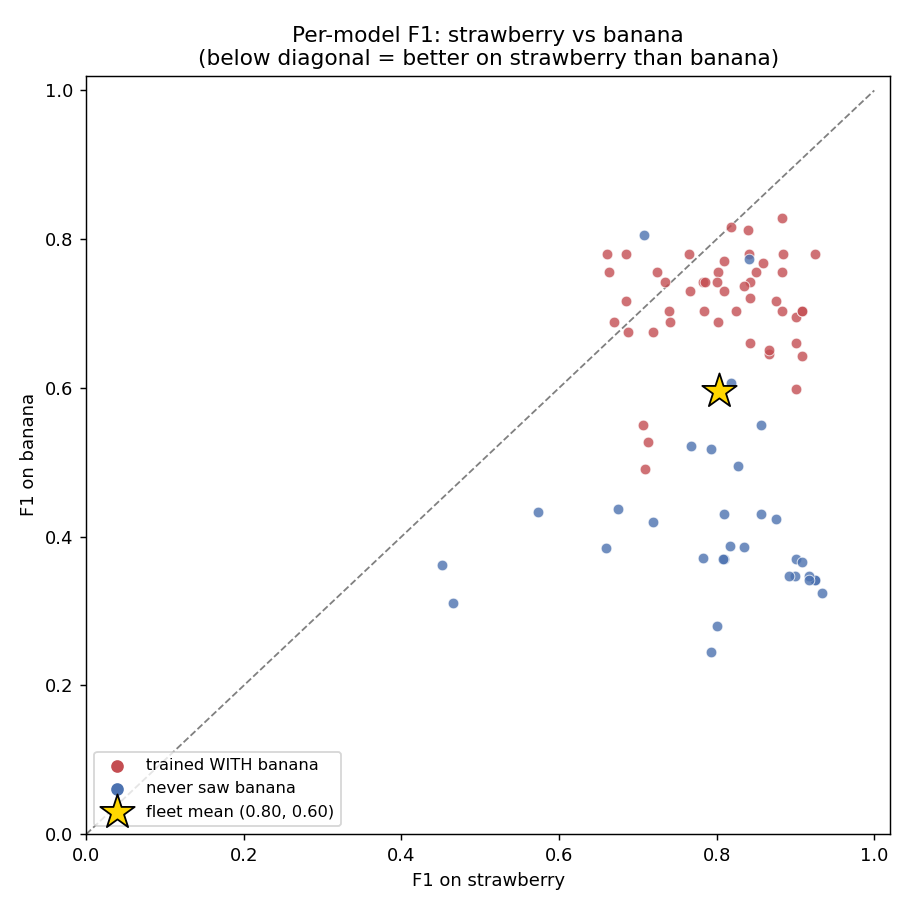 Per-model F1: strawberry vs banana
(below diagonal = better on strawberry than banana)
1.0
0.8
0.6
0.4
0.2
0.0
F1 on banana
trained WITH banana
never saw banana
fleet mean (0.80, 0.60)
0.0 0.2 0.4 0.6 0.8 1.0
F1 on strawberry